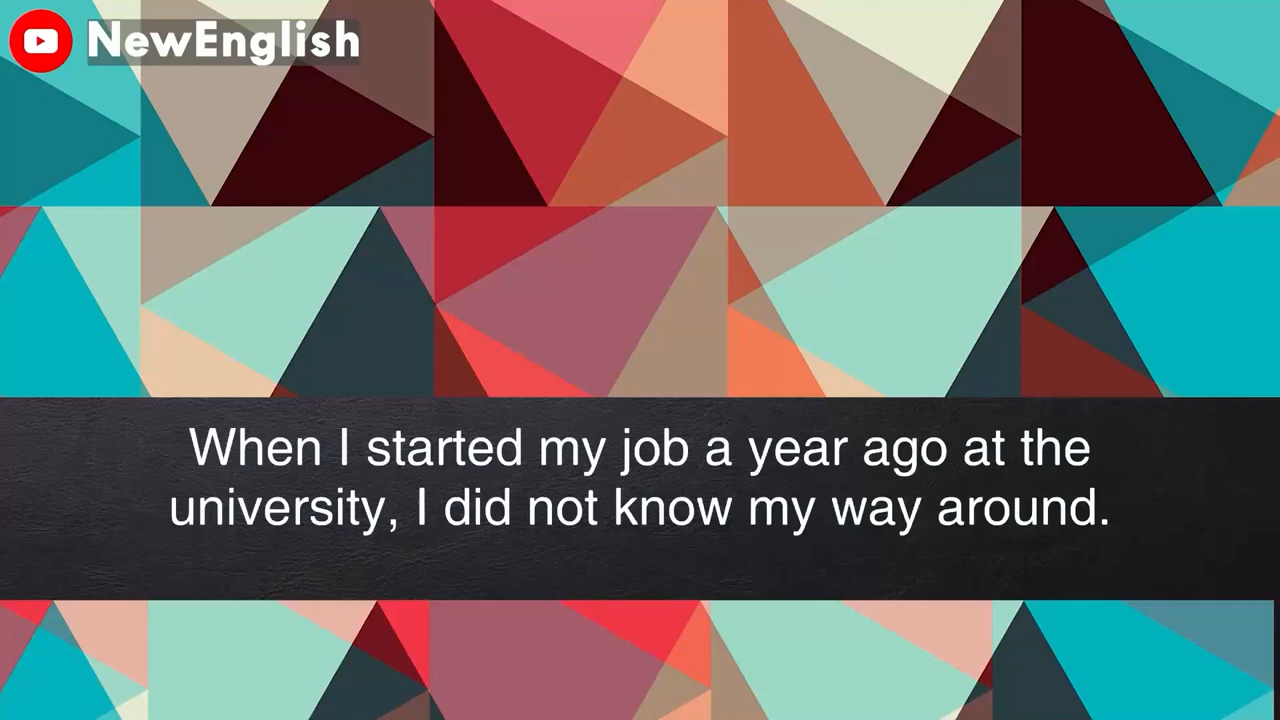 NewEnglish
When I started my job a year ago at the
university, I did not know my way around.